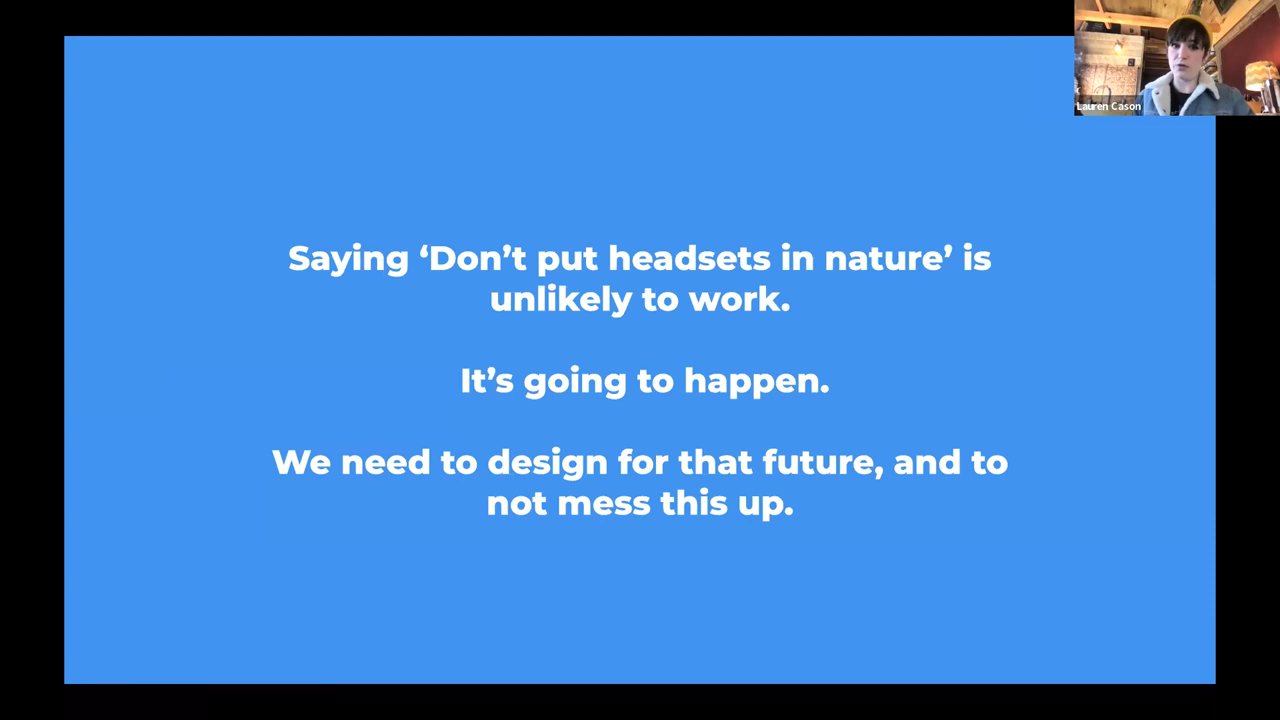 Lauren Cason
Saying ‘Don’t put headsets in nature’ is
unlikely to work.
It’s going to happen.
We need to design for that future, and to
not mess this up.